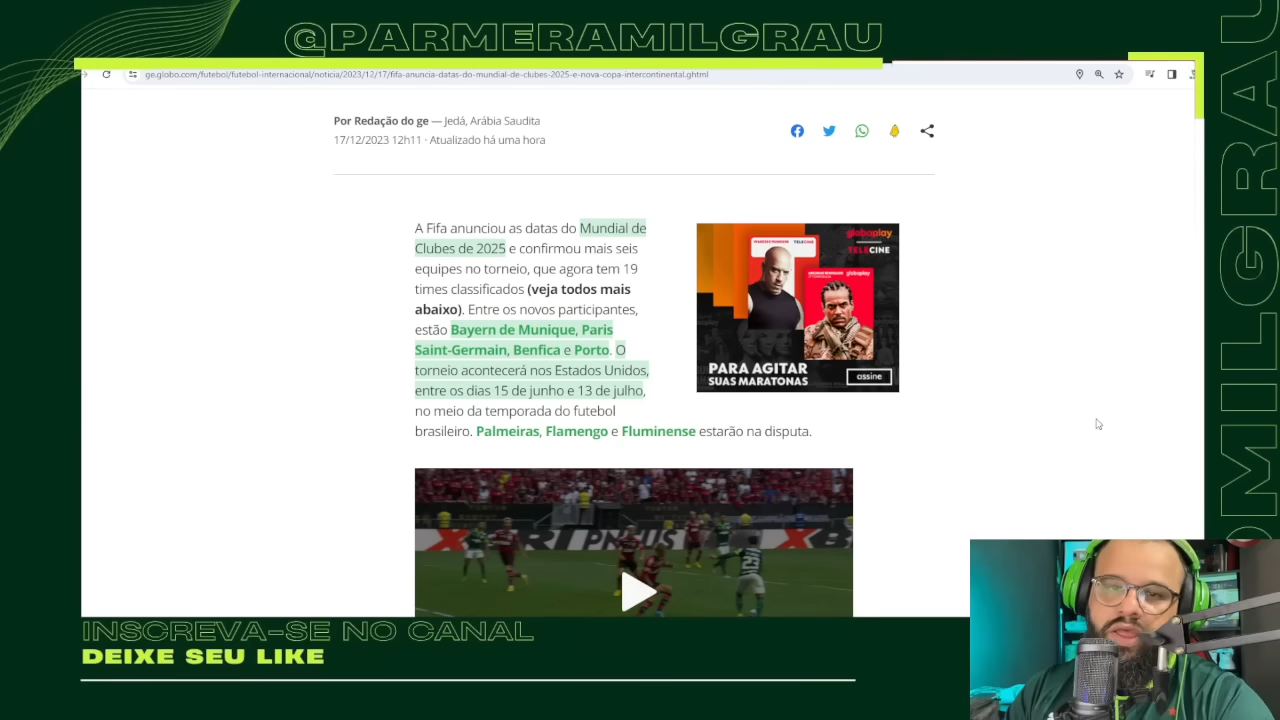 @PARMERAMILGRAU
ge.globo.com/futebol/futebol-internacional/noticia/2023/12/17/fifa-anuncia-datas-do-mundial-de-clubes-2025-e-nova-copa-intercontinental.ghtml
Por Redação do ge — Jedá, Arábia Saudita
17/12/2023 12h11 · Atualizado há uma hora
A Fifa anunciou as datas do Mundial de
Clubes de 2025 e confirmou mais seis
equipes no torneio, que agora tem 19
times classificados (veja todos mais
abaixo). Entre os novos participantes,
estão Bayern de Munique, Paris
Saint-Germain, Benfica e Porto. O
torneio acontecerá nos Estados Unidos,
entre os dias 15 de junho e 13 de julho,
no meio da temporada do futebol
brasileiro. Palmeiras, Flamengo e Fluminense estarão na disputa.
globoplay
TELECINE
TELECINE
globoplay
PARA AGITAR
SUAS MARATONAS
assine
INSCREVA-SE NO CANAL
DEIXE SEU LIKE
OMILGRAU